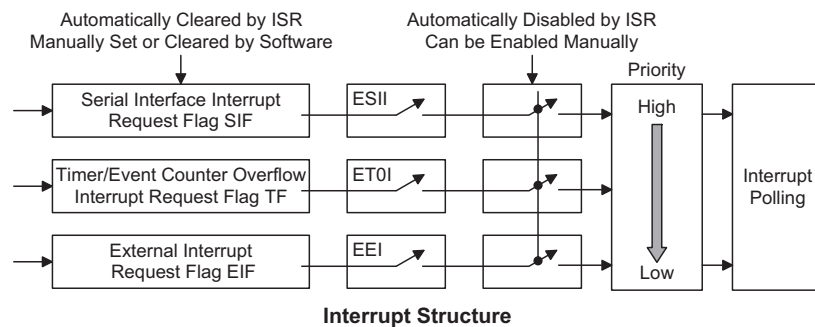 Automatically Cleared by ISR
Manually Set or Cleared by Software
Automatically Disabled by ISR
Can be Enabled Manually
Priority
Serial Interface Interrupt
Request Flag SIF
ESII
High
Timer/Event Counter Overflow
Interrupt Request Flag TF
ET0I
Interrupt
Polling
External Interrupt
Request Flag EIF
EEI
Low
Interrupt Structure